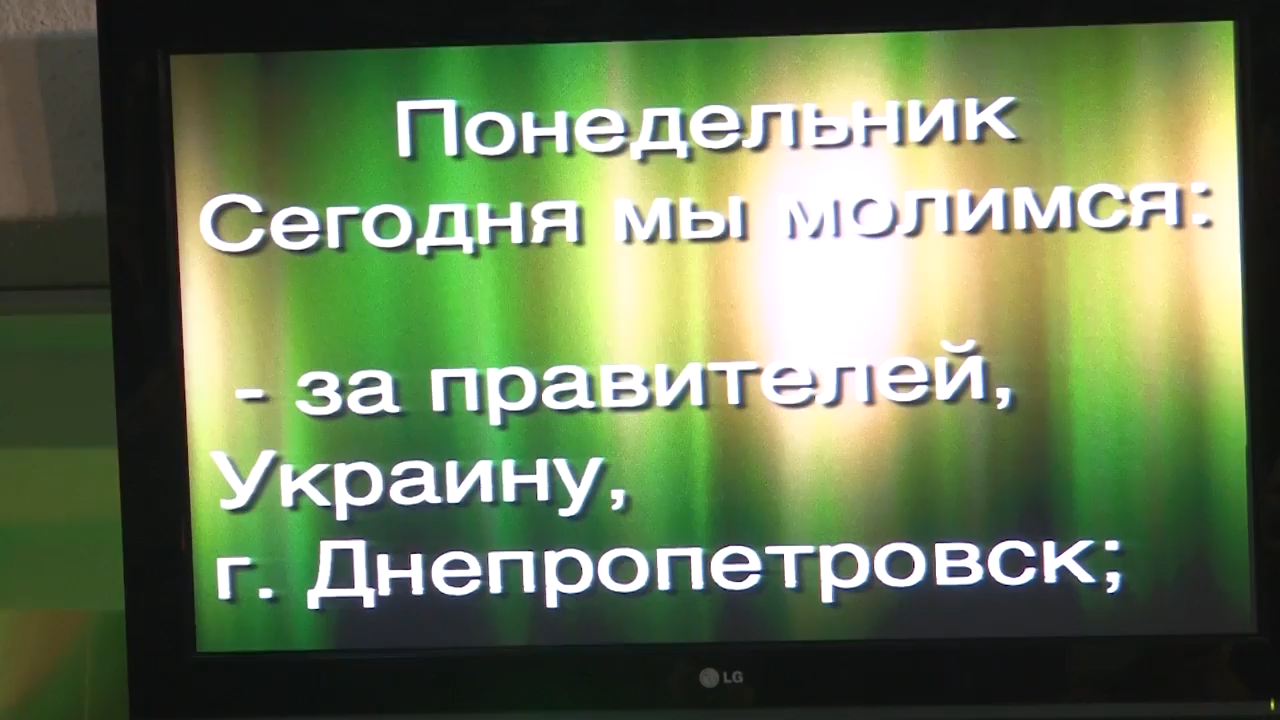 Понедельник
Сегодня мы молимся:
- за правителей,
Украину,
г. Днепропетровск;
LG